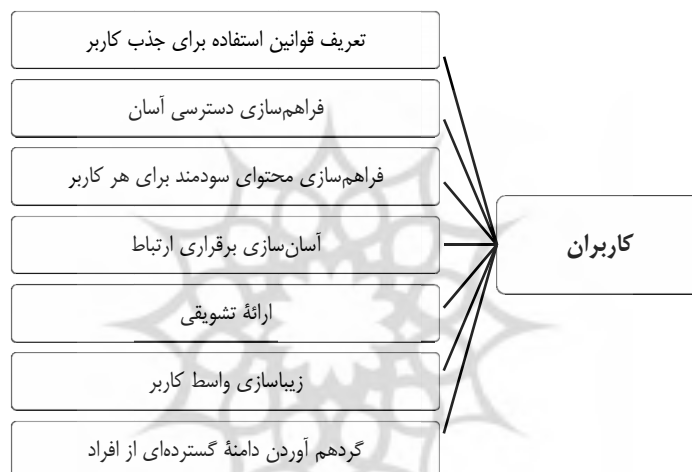 تعریف قوانین استفاده برای جذب کاربر
فراهم‌سازی دسترسی آسان
فراهم‌سازی محتوای سودمند برای هر کاربر
کاربران
آسان‌سازی برقراری ارتباط
ارائهٔ تشویقی
زیباسازی واسط کاربر
گردهم آوردن دامنهٔ گسترده‌ای از افراد